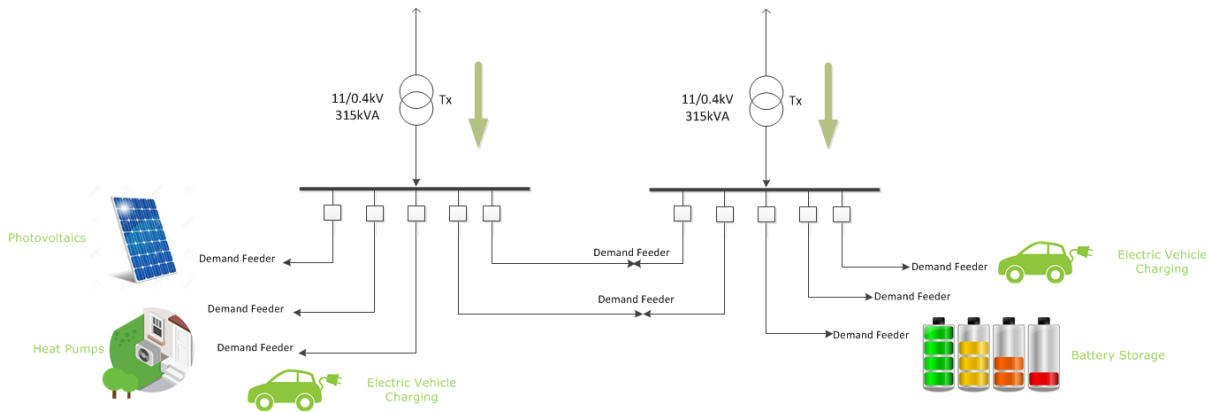 11/0.4kV
315kVA
Tx
11/0.4kV
315kVA
Tx
Photovoltaics
Demand Feeder
Demand Feeder
Demand Feeder
Electric Vehicle
Charging
Demand Feeder
Demand Feeder
Demand Feeder
Heat Pumps
Demand Feeder
Demand Feeder
Battery Storage
Electric Vehicle
Charging